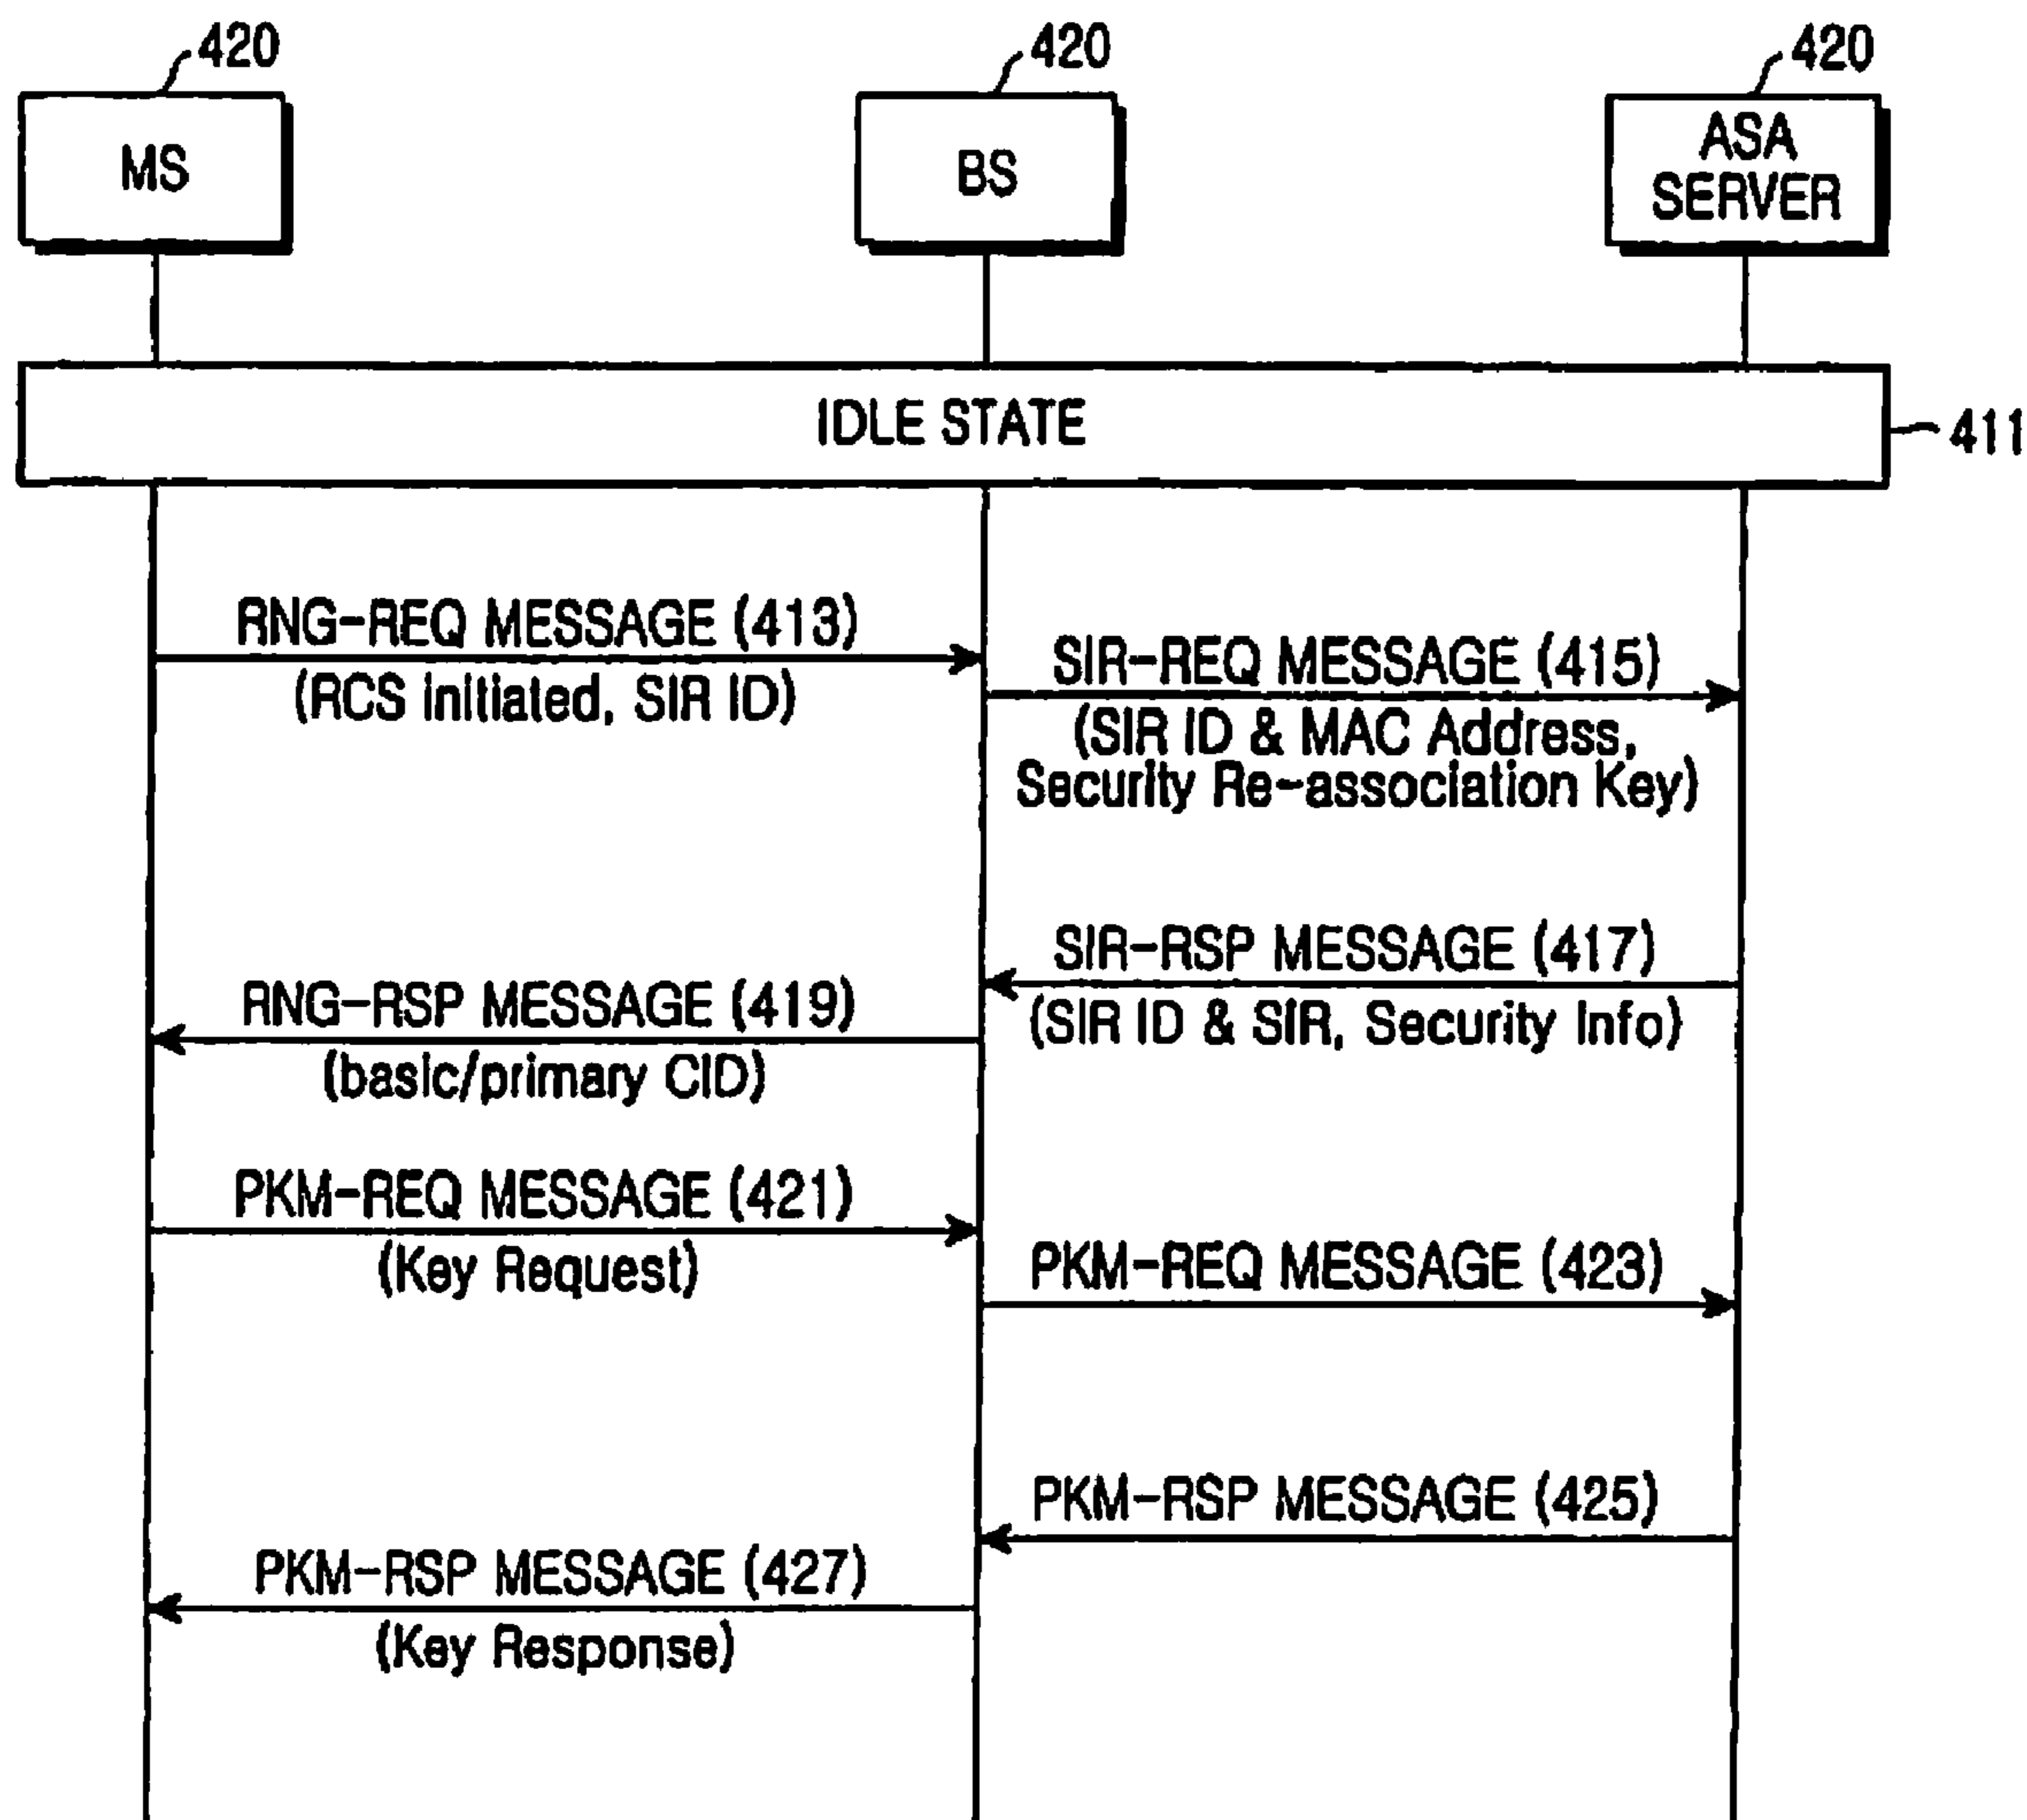 420
420
420
MS
BS
ASA
SERVER
IDLE STATE
411
RNG-REQ MESSAGE (413)
(RCS initiated, SIR ID)
SIR-REQ MESSAGE (415)
(SIR ID & MAC Address,
Security Re-association Key)
SIR-RSP MESSAGE (417)
(SIR ID & SIR, Security Info)
RNG-RSP MESSAGE (419)
(basic/primary CID)
PKM-REQ MESSAGE (421)
(Key Request)
PKM-REQ MESSAGE (423)
PKM-RSP MESSAGE (425)
PKM-RSP MESSAGE (427)
(Key Response)